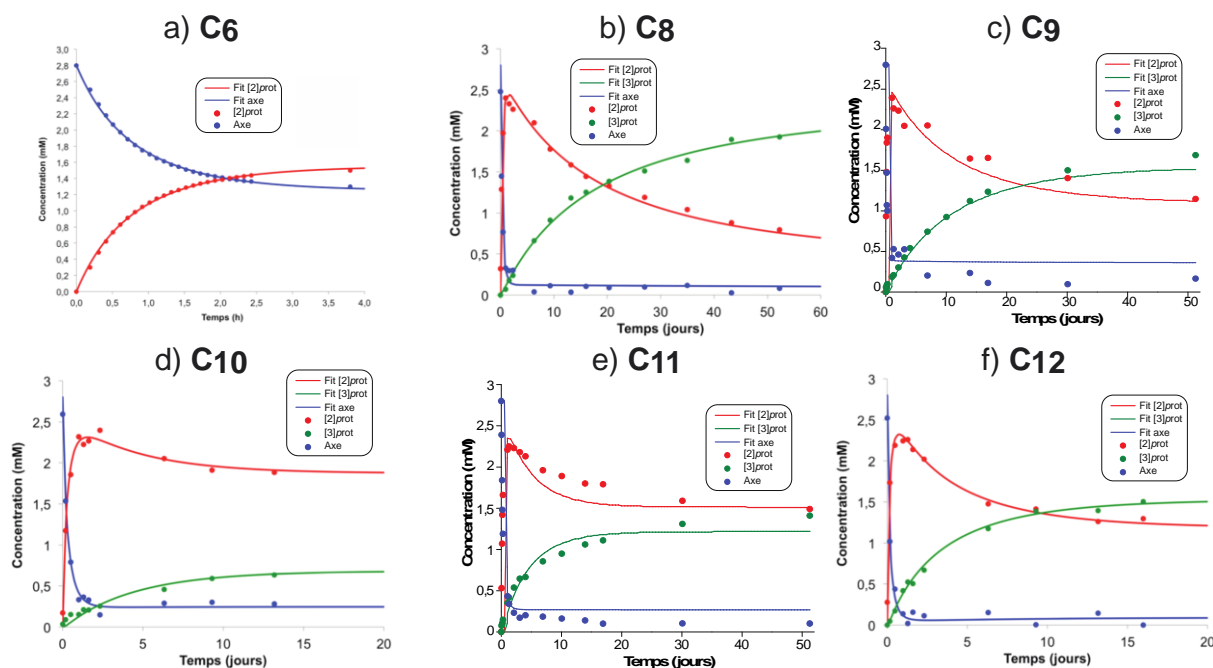 a) C6
Concentration (mM)
3,0
2,8
2,6
2,4
2,2
2,0
1,8
1,6
1,4
1,2
1,0
0,8
0,6
0,4
0,2
0,0
0,0 0,5 1,0 1,5 2,0 2,5 3,0 3,5 4,0
Temps (h)
Fit [2]prot
Fit axe
[2]prot
Axe
b) C8
Concentration (mM)
3
2,5
2
1,5
1
0,5
0
0 10 20 30 40 50 60
Temps (jours)
Fit [2]prot
Fit [3]prot
Fit axe
[2]prot
[3]prot
Axe
c) C9
Concentration (mM)
3
2,5
2
1,5
1
0,5
0
0 10 20 30 40 50
Temps (jours)
Fit [2]prot
Fit [3]prot
Fit axe
[2]prot
[3]prot
Axe
d) C10
Concentration (mM)
3
2,5
2
1,5
1
0,5
0
0 5 10 15 20
Temps (jours)
Fit [2]prot
Fit [3]prot
Fit axe
[2]prot
[3]prot
Axe
e) C11
Concentration (mM)
3
2,5
2
1,5
1
0,5
0
0 10 20 30 40 50
Temps (jours)
Fit [2]prot
Fit [3]prot
Fit axe
[2]prot
[3]prot
Axe
f) C12
Concentration (mM)
3
2,5
2
1,5
1
0,5
0
0 5 10 15 20
Temps (jours)
Fit [2]prot
Fit [3]prot
Fit axe
[2]prot
[3]prot
Axe